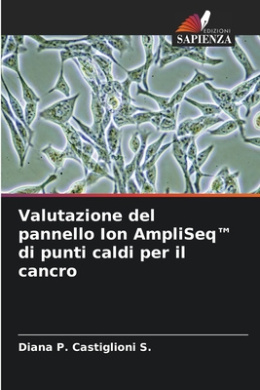 EDIZIONI
SAPIENZA
Valutazione del
pannello Ion AmpliSeq™
di punti caldi per il
cancro
Diana P. Castiglioni S.